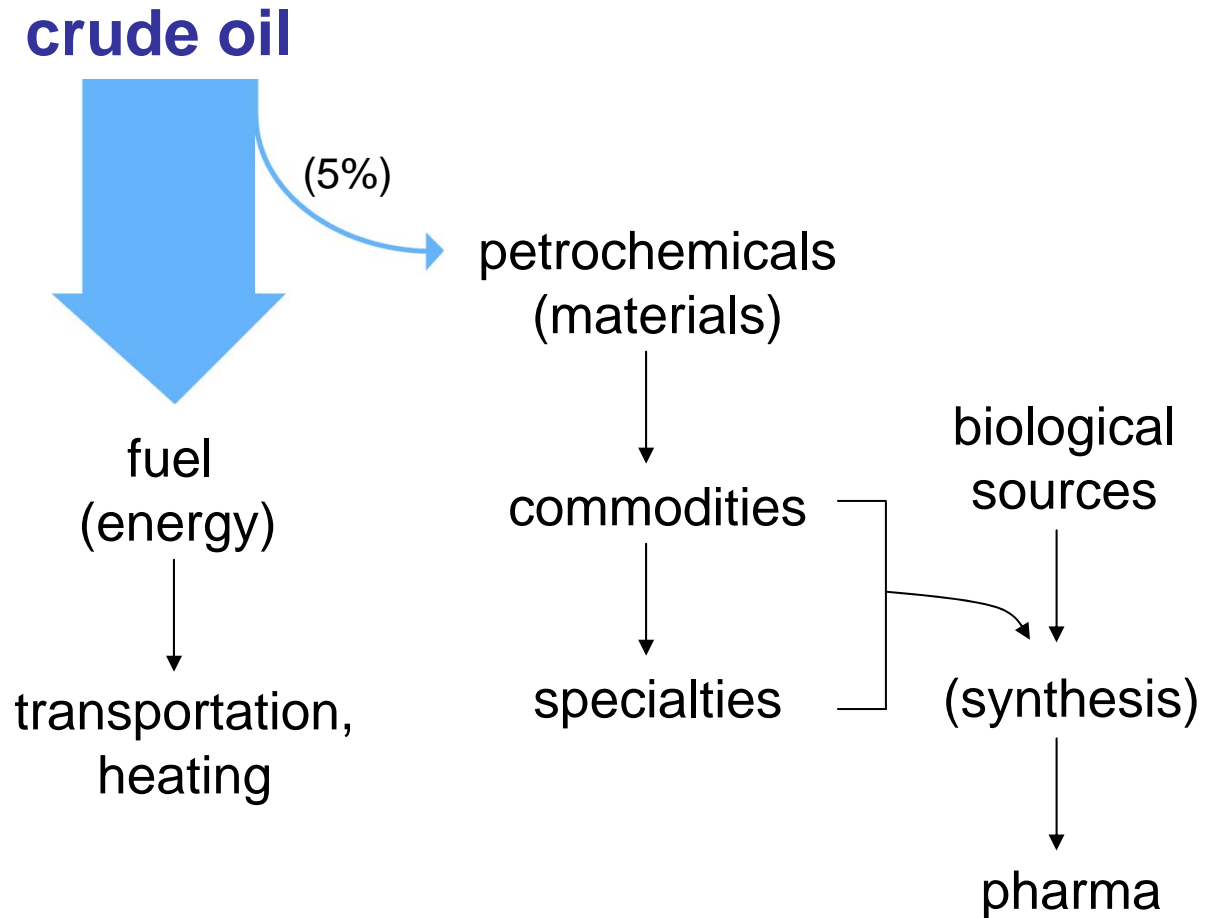 crude oil
(5%)
petrochemicals
(materials)
fuel
(energy)
transportation,
heating
commodities
specialties
biological
sources
(synthesis)
pharma